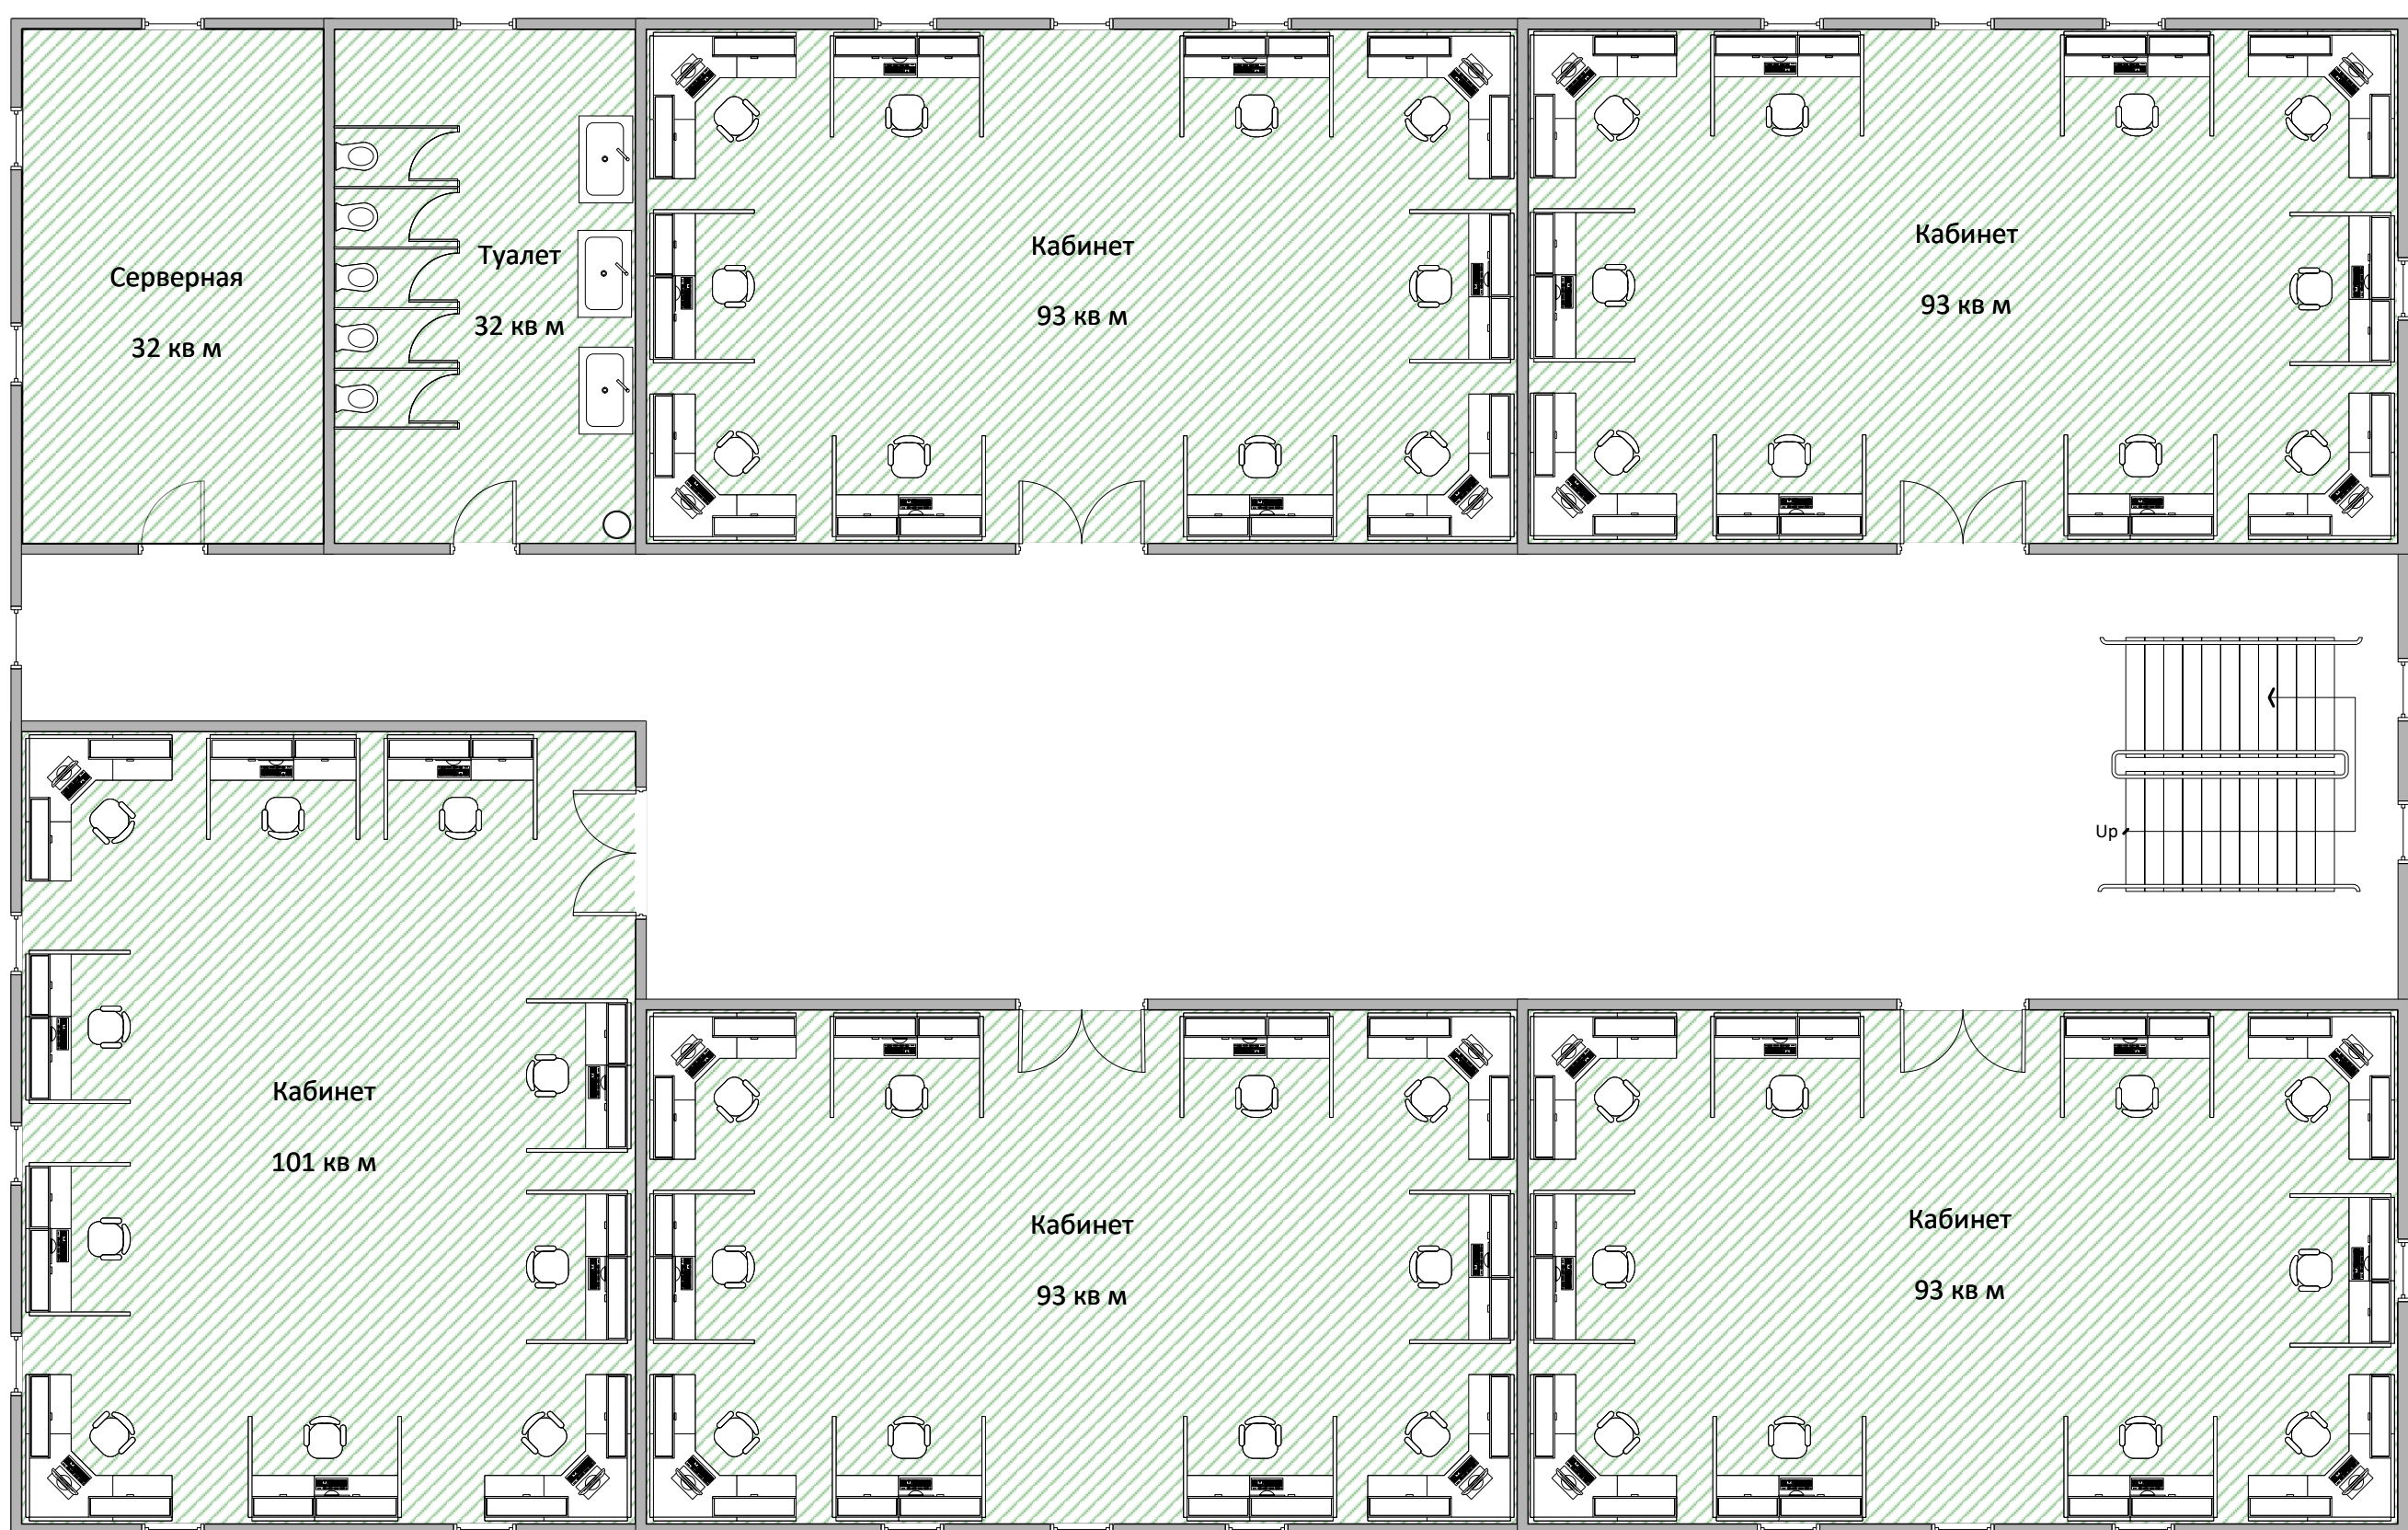 Серверная
32 кв м
Туалет
32 кв м
Кабинет
93 кв м
Кабинет
93 кв м
Up
Кабинет
101 кв м
Кабинет
93 кв м
Кабинет
93 кв м